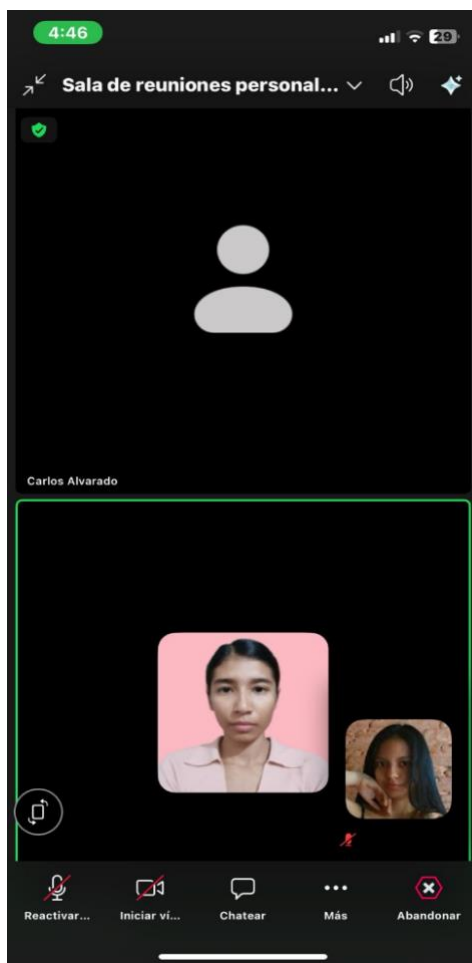 4:46
29
Sala de reuniones personal...
Carlos Alvarado
Reactivar...
Iniciar ví...
Chatear
Más
Abandonar